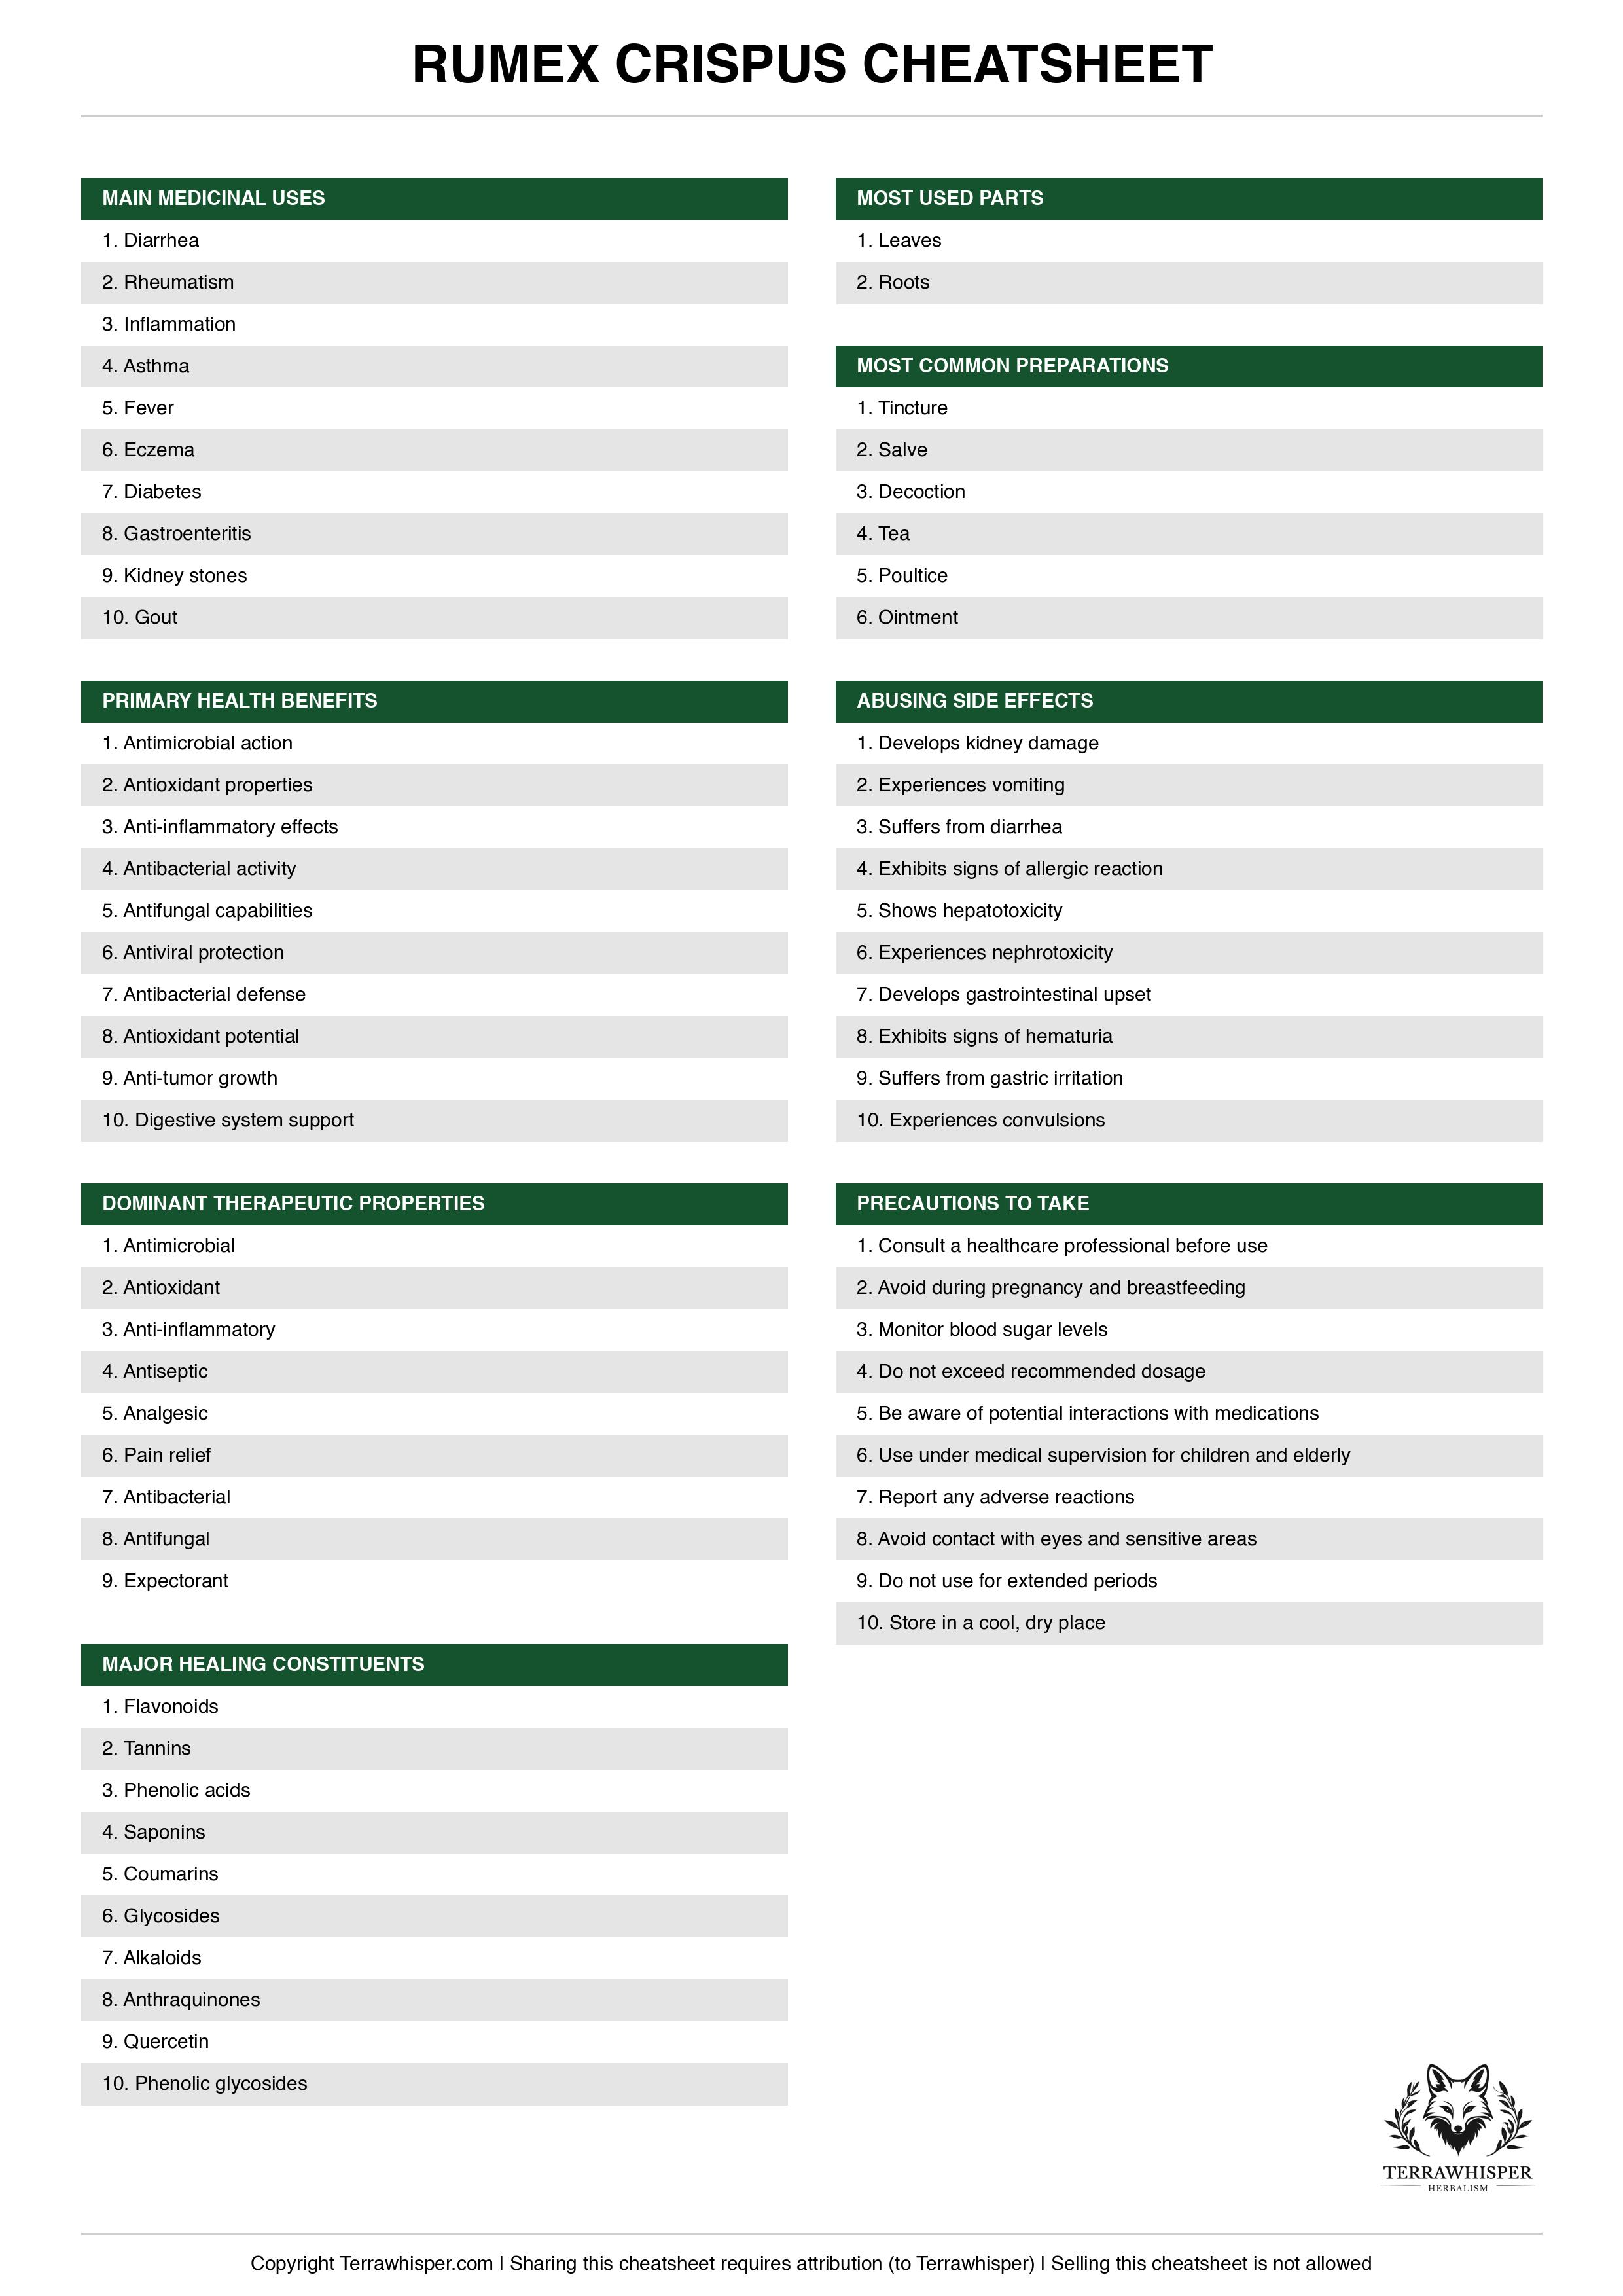 RUMEX CRISPUS CHEATSHEET
MAIN MEDICINAL USES
1. Diarrhea
2. Rheumatism
3. Inflammation
4. Asthma
5. Fever
6. Eczema
7. Diabetes
8. Gastroenteritis
9. Kidney stones
10. Gout
PRIMARY HEALTH BENEFITS
1. Antimicrobial action
2. Antioxidant properties
3. Anti-inflammatory effects
4. Antibacterial activity
5. Antifungal capabilities
6. Antiviral protection
7. Antibacterial defense
8. Antioxidant potential
9. Anti-tumor growth
10. Digestive system support
DOMINANT THERAPEUTIC PROPERTIES
1. Antimicrobial
2. Antioxidant
3. Anti-inflammatory
4. Antiseptic
5. Analgesic
6. Pain relief
7. Antibacterial
8. Antifungal
9. Expectorant
MAJOR HEALING CONSTITUENTS
1. Flavonoids
2. Tannins
3. Phenolic acids
4. Saponins
5. Coumarins
6. Glycosides
7. Alkaloids
8. Anthraquinones
9. Quercetin
10. Phenolic glycosides
MOST USED PARTS
1. Leaves
2. Roots
MOST COMMON PREPARATIONS
1. Tincture
2. Salve
3. Decoction
4. Tea
5. Poultice
6. Ointment
ABUSING SIDE EFFECTS
1. Develops kidney damage
2. Experiences vomiting
3. Suffers from diarrhea
4. Exhibits signs of allergic reaction
5. Shows hepatotoxicity
6. Experiences nephrotoxicity
7. Develops gastrointestinal upset
8. Exhibits signs of hematuria
9. Suffers from gastric irritation
10. Experiences convulsions
PRECAUTIONS TO TAKE
1. Consult a healthcare professional before use
2. Avoid during pregnancy and breastfeeding
3. Monitor blood sugar levels
4. Do not exceed recommended dosage
5. Be aware of potential interactions with medications
6. Use under medical supervision for children and elderly
7. Report any adverse reactions
8. Avoid contact with eyes and sensitive areas
9. Do not use for extended periods
10. Store in a cool, dry place
TERRAWHISPER
HERBALISM
Copyright Terrawhisper.com | Sharing this cheatsheet requires attribution (to Terrawhisper) | Selling this cheatsheet is not allowed